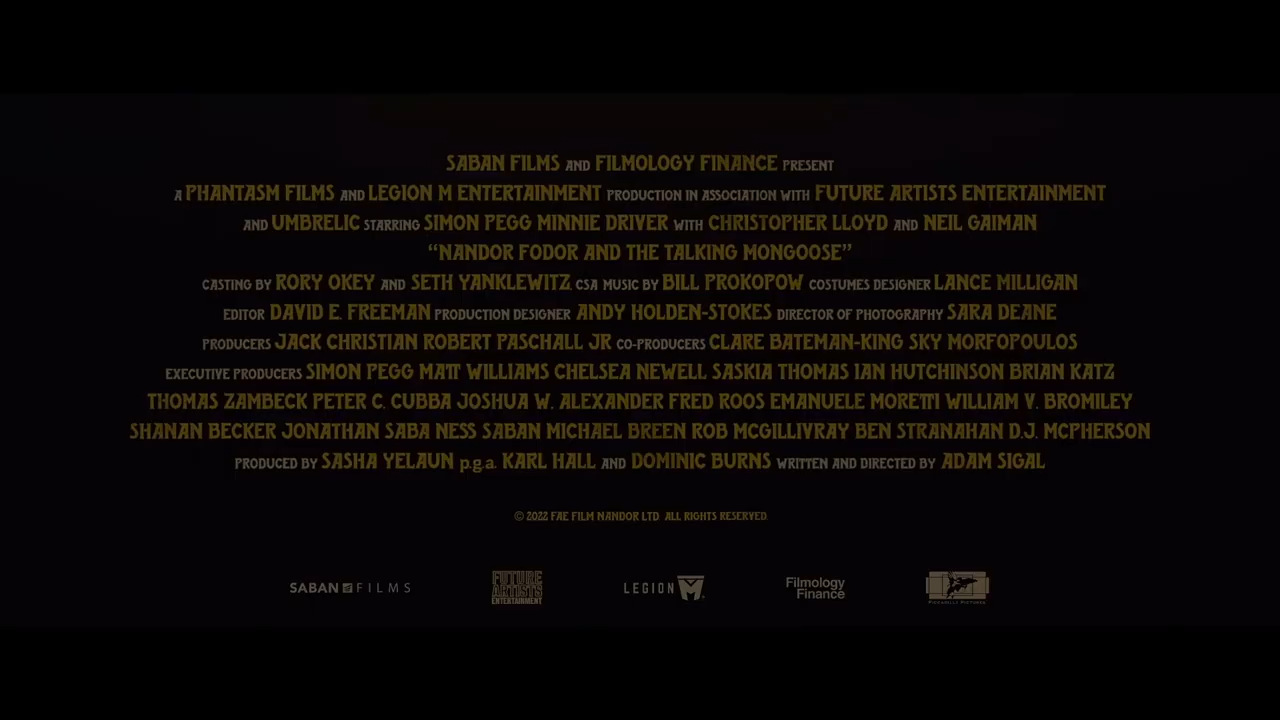 SABAN FILMS AND FILMOLOGY FINANCE PRESENT
A PHANTASM FILMS AND LEGION M ENTERTAINMENT PRODUCTION IN ASSOCIATION WITH FUTURE ARTISTS ENTERTAINMENT
AND UMBRELIC STARRING SIMON PEGG MINNIE DRIVER WITH CHRISTOPHER LLOYD AND NEIL GAIMAN
“NANDOR FODOR AND THE TALKING MONGOOSE”
CASTING BY RORY OKEY AND SETH YANKLEWITZ, CSA MUSIC BY BILL PROKOPOW COSTUMES DESIGNER LANCE MILLIGAN
EDITOR DAVID E. FREEMAN PRODUCTION DESIGNER ANDY HOLDEN-STOKES DIRECTOR OF PHOTOGRAPHY SARA DEANE
PRODUCERS JACK CHRISTIAN ROBERT PASCHALL JR CO-PRODUCERS CLARE BATEMAN-KING SKY MORFOPOULOS
EXECUTIVE PRODUCERS SIMON PEGG MATT WILLIAMS CHELSEA NEWELL SASKIA THOMAS IAN HUTCHINSON BRIAN KATZ
THOMAS ZAMBECK PETER C. CUBBA JOSHUA W. ALEXANDER FRED ROOS EMANUELE MORETTI WILLIAM V. BROMILEY
SHANAN BECKER JONATHAN SABA NESS SABAN MICHAEL BREEN ROB MCGILLIVRAY BEN STRANAHAN D.J. MCPHERSON
PRODUCED BY SASHA YELAUN p.g.a. KARL HALL AND DOMINIC BURNS WRITTEN AND DIRECTED BY ADAM SIGAL
© 2022 FAE FILM NANDOR LTD ALL RIGHTS RESERVED.
SABAN FILMS
FUTURE
ARTISTS
ENTERTAINMENT
LEGION M
Filmology
Finance
PICCADILLY PICTURES